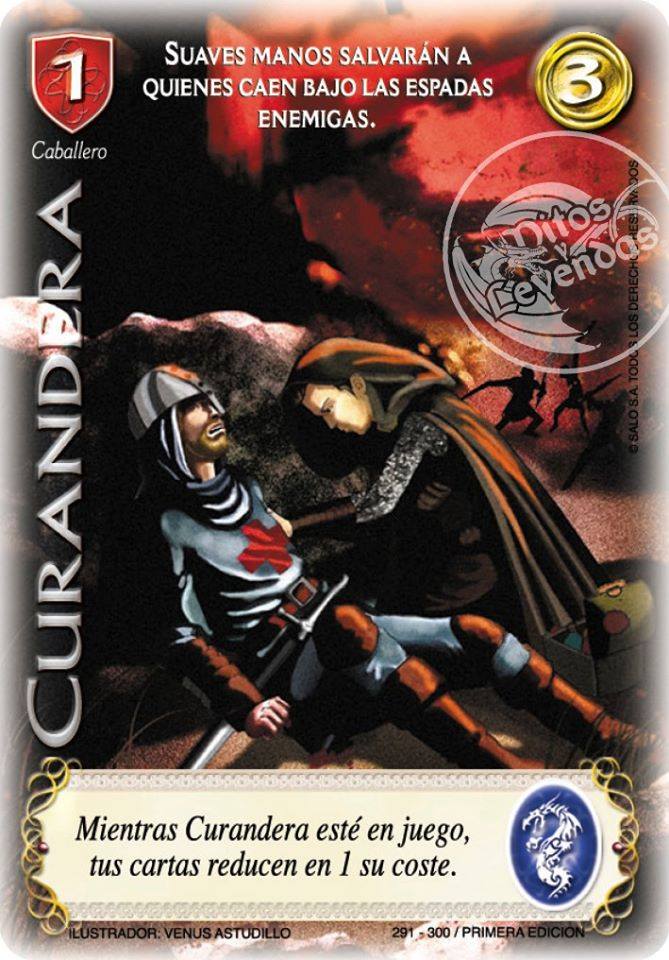 1
SUAVES MANOS SALVARÁN A
QUIENES CAEN BAJO LAS ESPADAS
ENEMIGAS.
3
Caballero
CURANDERA
Mitos
y
Leyendas
© SALO S.A. TODOS LOS DERECHOS RESERVADOS
Mientras Curandera esté en juego,
tus cartas reducen en 1 su coste.
ILUSTRADOR: VENUS ASTUDILLO
291 - 300 / PRIMERA EDICION